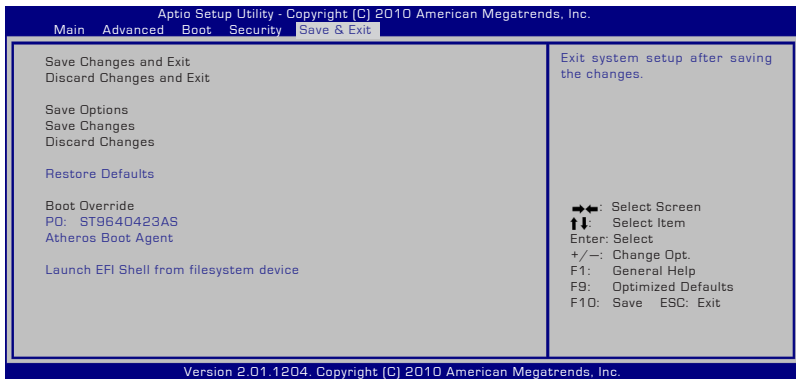 Aptio Setup Utility - Copyright (C) 2010 American Megatrends, Inc.
Main Advanced Boot Security Save & Exit
Save Changes and Exit
Discard Changes and Exit
Save Options
Save Changes
Discard Changes
Restore Defaults
Boot Override
P0: ST9640423AS
Atheros Boot Agent
Launch EFI Shell from filesystem device
Exit system setup after saving
the changes.
→←: Select Screen
↑↓: Select Item
Enter: Select
+/—: Change Opt.
F1: General Help
F9: Optimized Defaults
F10: Save ESC: Exit
Version 2.01.1204. Copyright (C) 2010 American Megatrends, Inc.